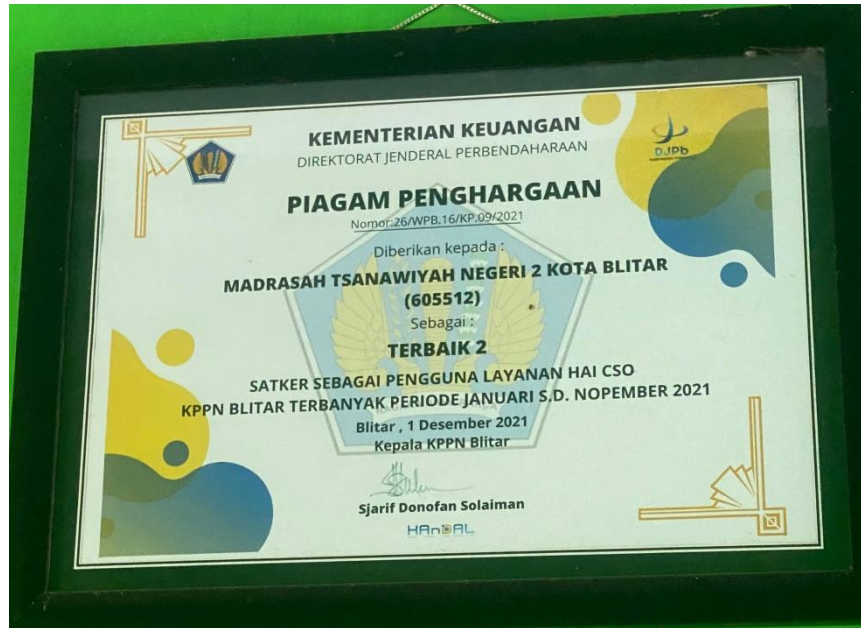 KEMENTERIAN KEUANGAN
DIREKTORAT JENDERAL PERBENDAHARAAN
DJPb
PIAGAM PENGHARGAAN
Nomor:26/WPB.16/KP.09/2021
Diberikan kepada :
MADRASAH TSANAWIYAH NEGERI 2 KOTA BLITAR
(605512)
Sebagai :
TERBAIK 2
SATKER SEBAGAI PENGGUNA LAYANAN HAI CSO
KPPN BLITAR TERBANYAK PERIODE JANUARI S.D. NOPEMBER 2021
Blitar , 1 Desember 2021
Kepala KPPN Blitar
Sjarif Donofan Solaiman
HAnDAL